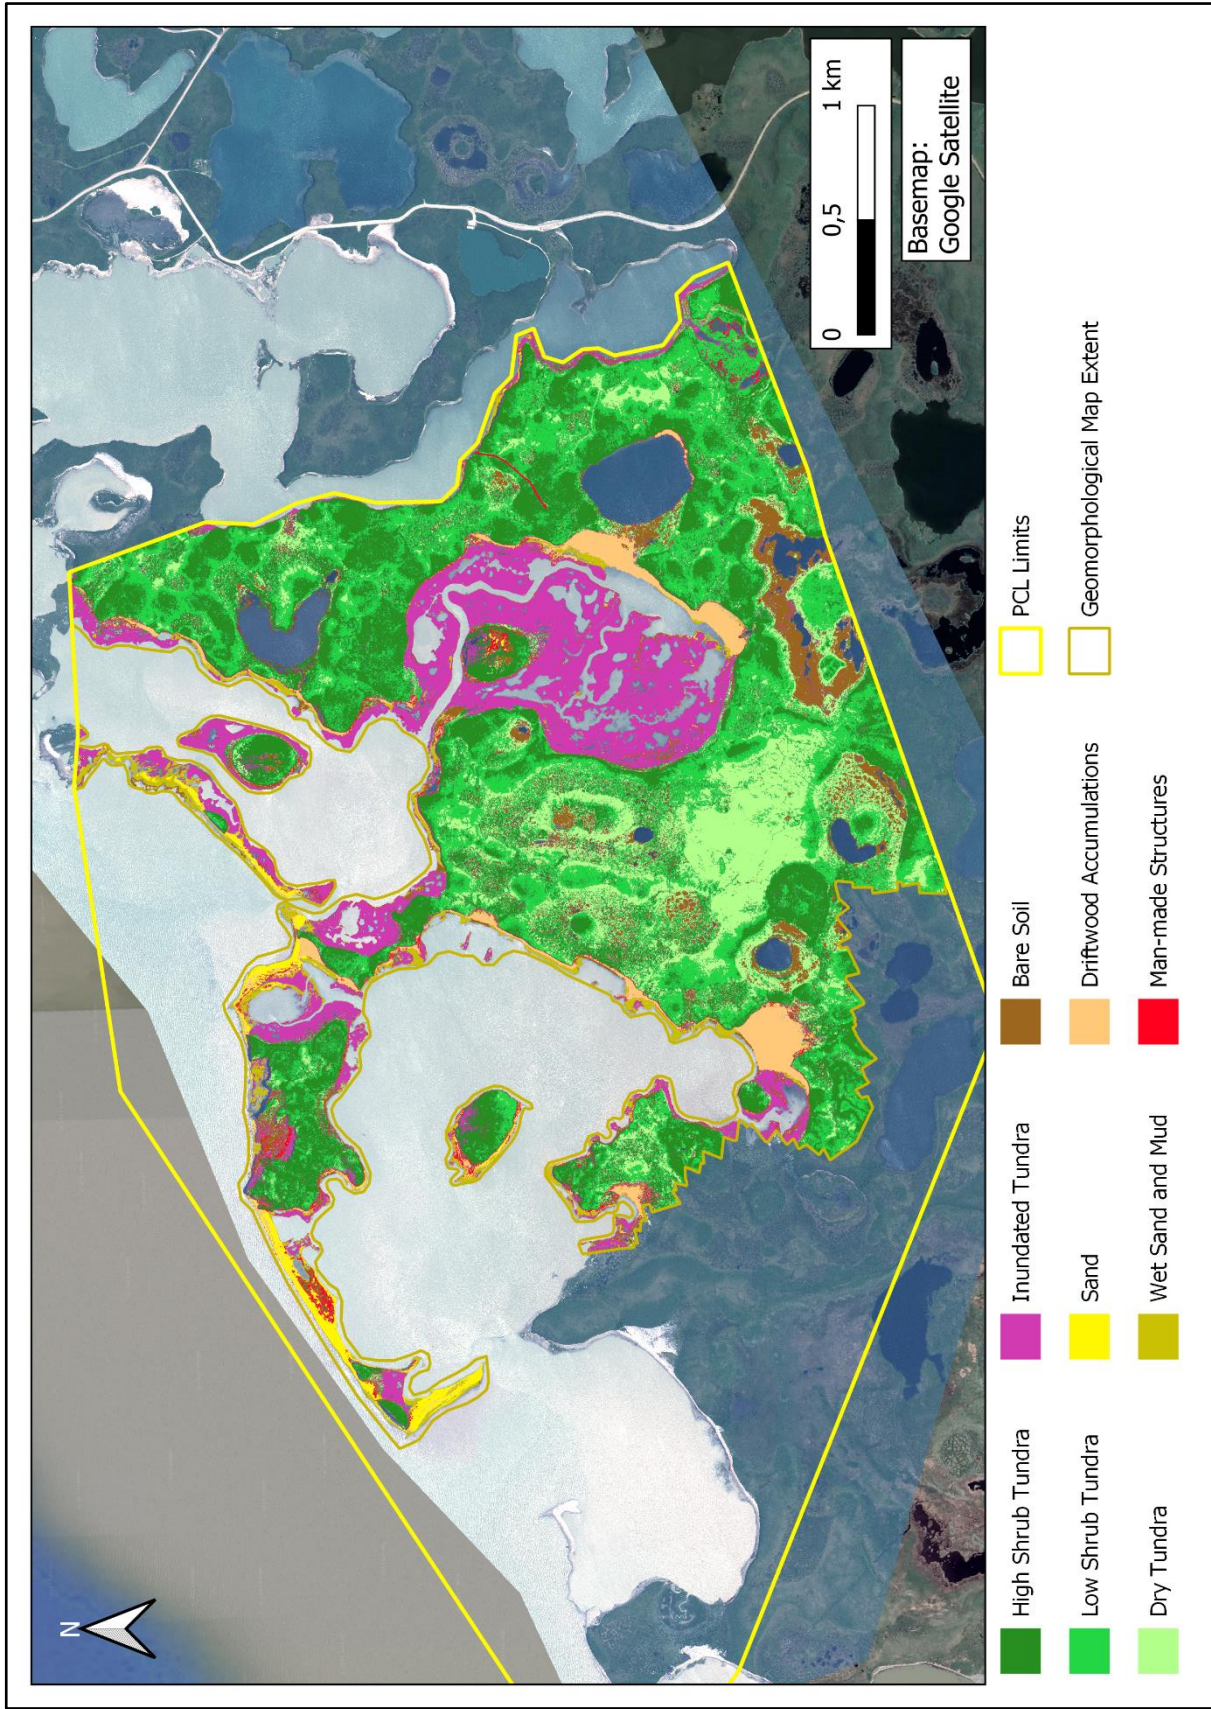 N
0 0,5 1 km
Basemap:
Google Satellite
High Shrub Tundra
Low Shrub Tundra
Dry Tundra
Inundated Tundra
Sand
Wet Sand and Mud
Bare Soil
Driftwood Accumulations
Man-made Structures
PCL Limits
Geomorphological Map Extent